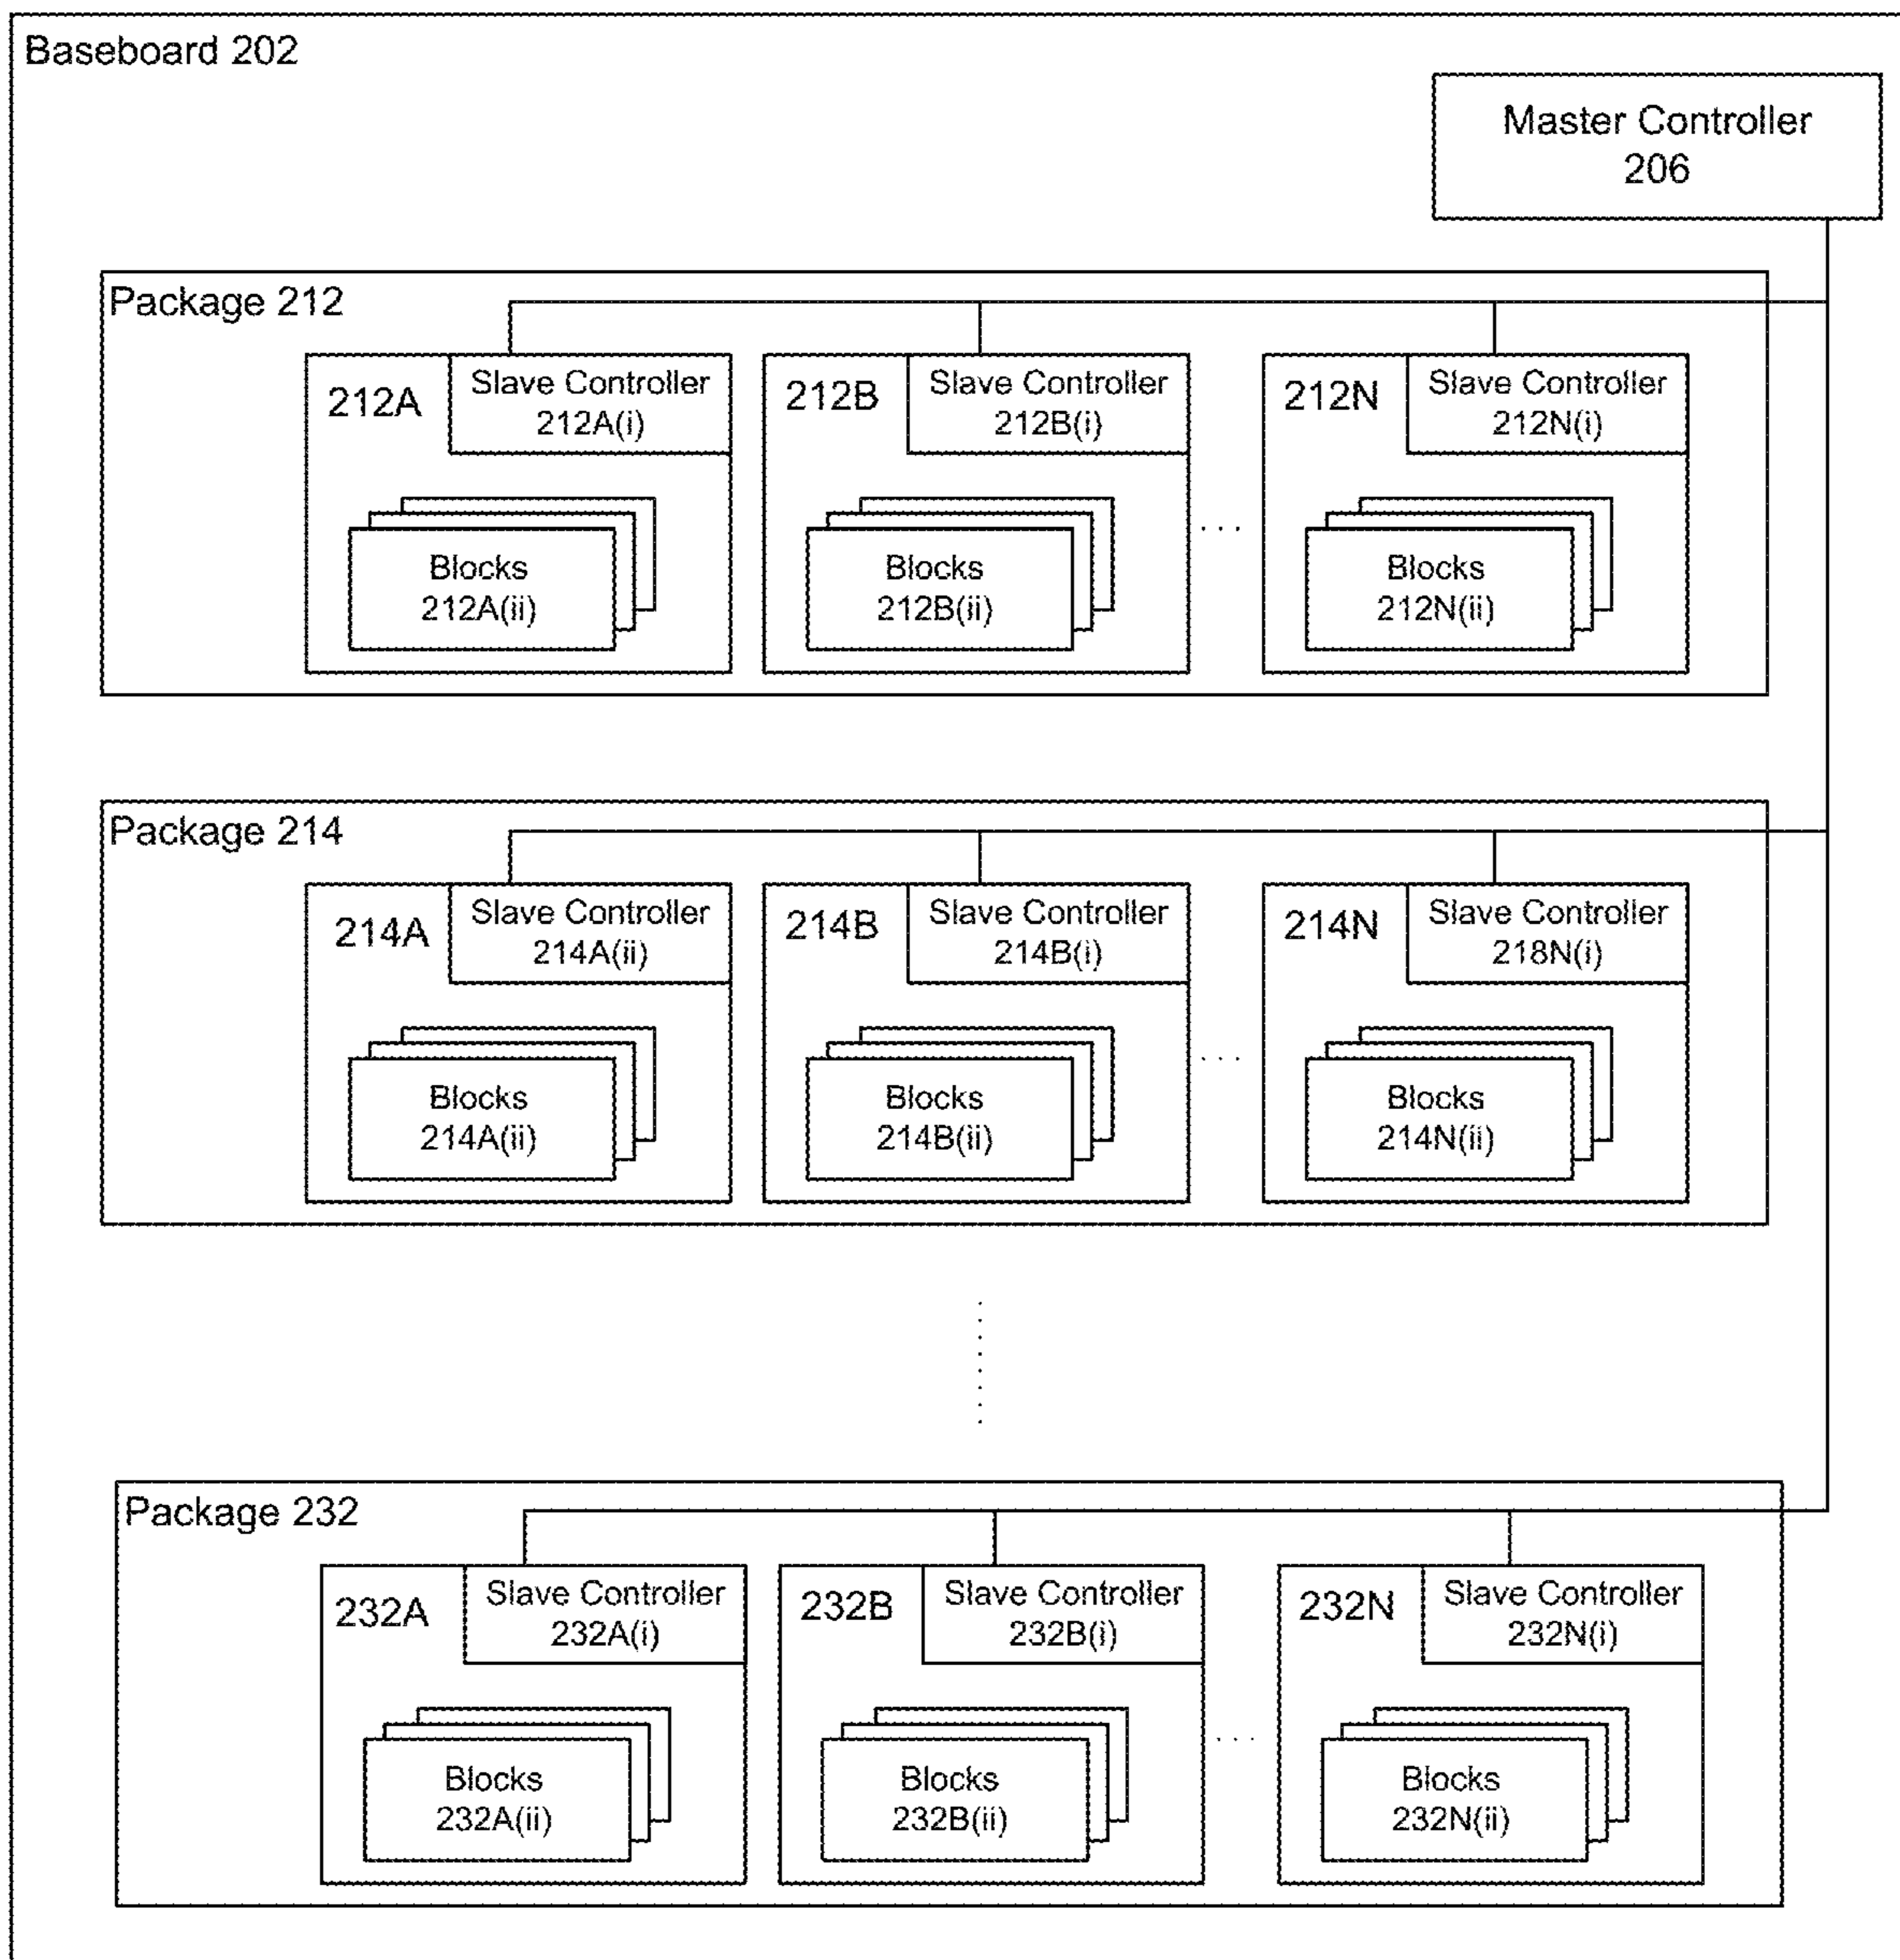 Baseboard 202
Master Controller
206
Package 212
212A
Slave Controller
212A(i)
212B
Slave Controller
212B(i)
212N
Slave Controller
212N(i)
Blocks
212A(ii)
Blocks
212B(ii)
. . .
Blocks
212N(ii)
Package 214
214A
Slave Controller
214A(ii)
214B
Slave Controller
214B(i)
214N
Slave Controller
218N(i)
Blocks
214A(ii)
Blocks
214B(ii)
. . .
Blocks
214N(ii)
Package 232
232A
Slave Controller
232A(i)
232B
Slave Controller
232B(i)
232N
Slave Controller
232N(i)
Blocks
232A(ii)
Blocks
232B(ii)
. . .
Blocks
232N(ii)